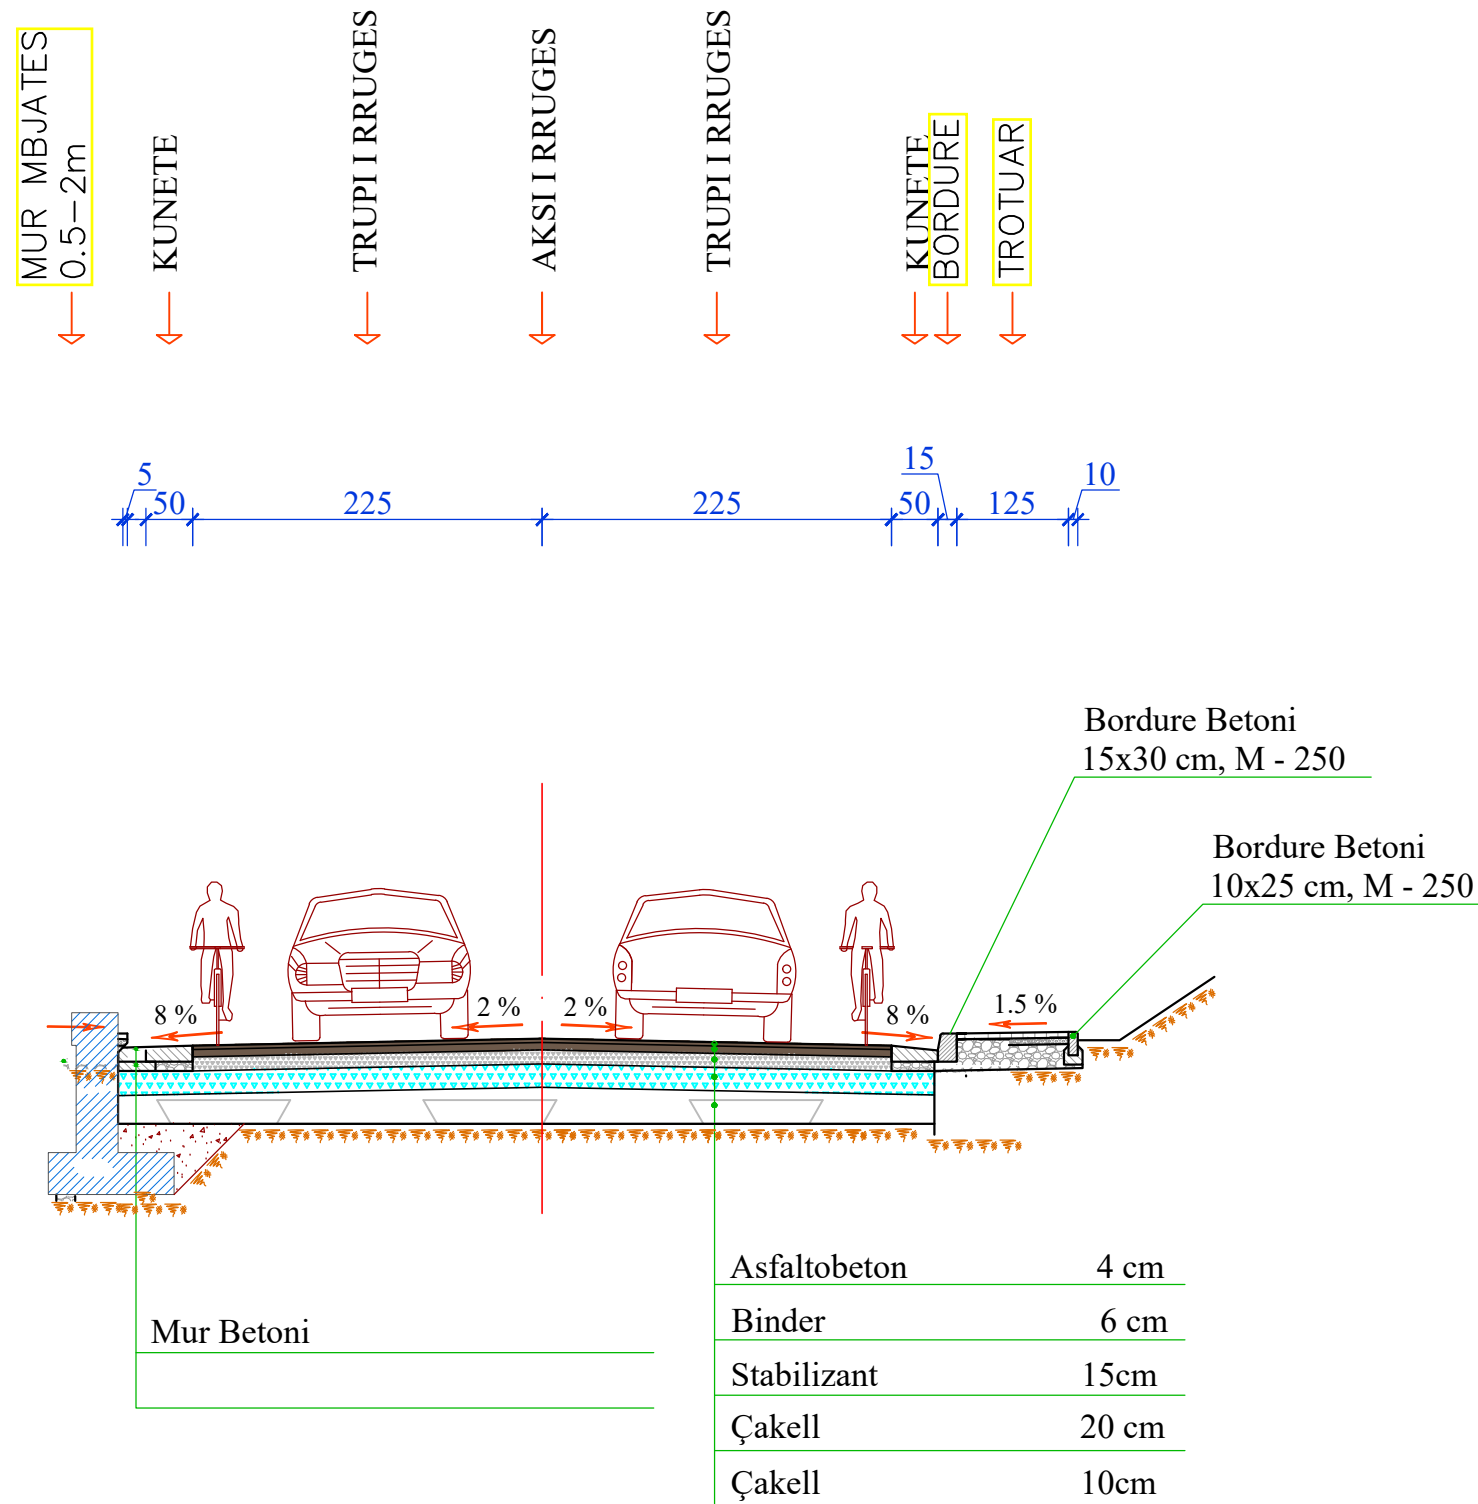 MUR MBJATES
0.5-2m
KUNETE
TRUPI I RRUGES
AKSI I RRUGES
TRUPI I RRUGES
KUNETE
BORDURE
TROTUAR
5
50
225
225
15
50
125
10
Bordure Betoni
15x30 cm, M - 250
Bordure Betoni
10x25 cm, M - 250
8 %
2 %
2 %
8 %
1.5 %
Mur Betoni
Asfaltobeton 4 cm
Binder 6 cm
Stabilizant 15cm
Çakell 20 cm
Çakell 10cm